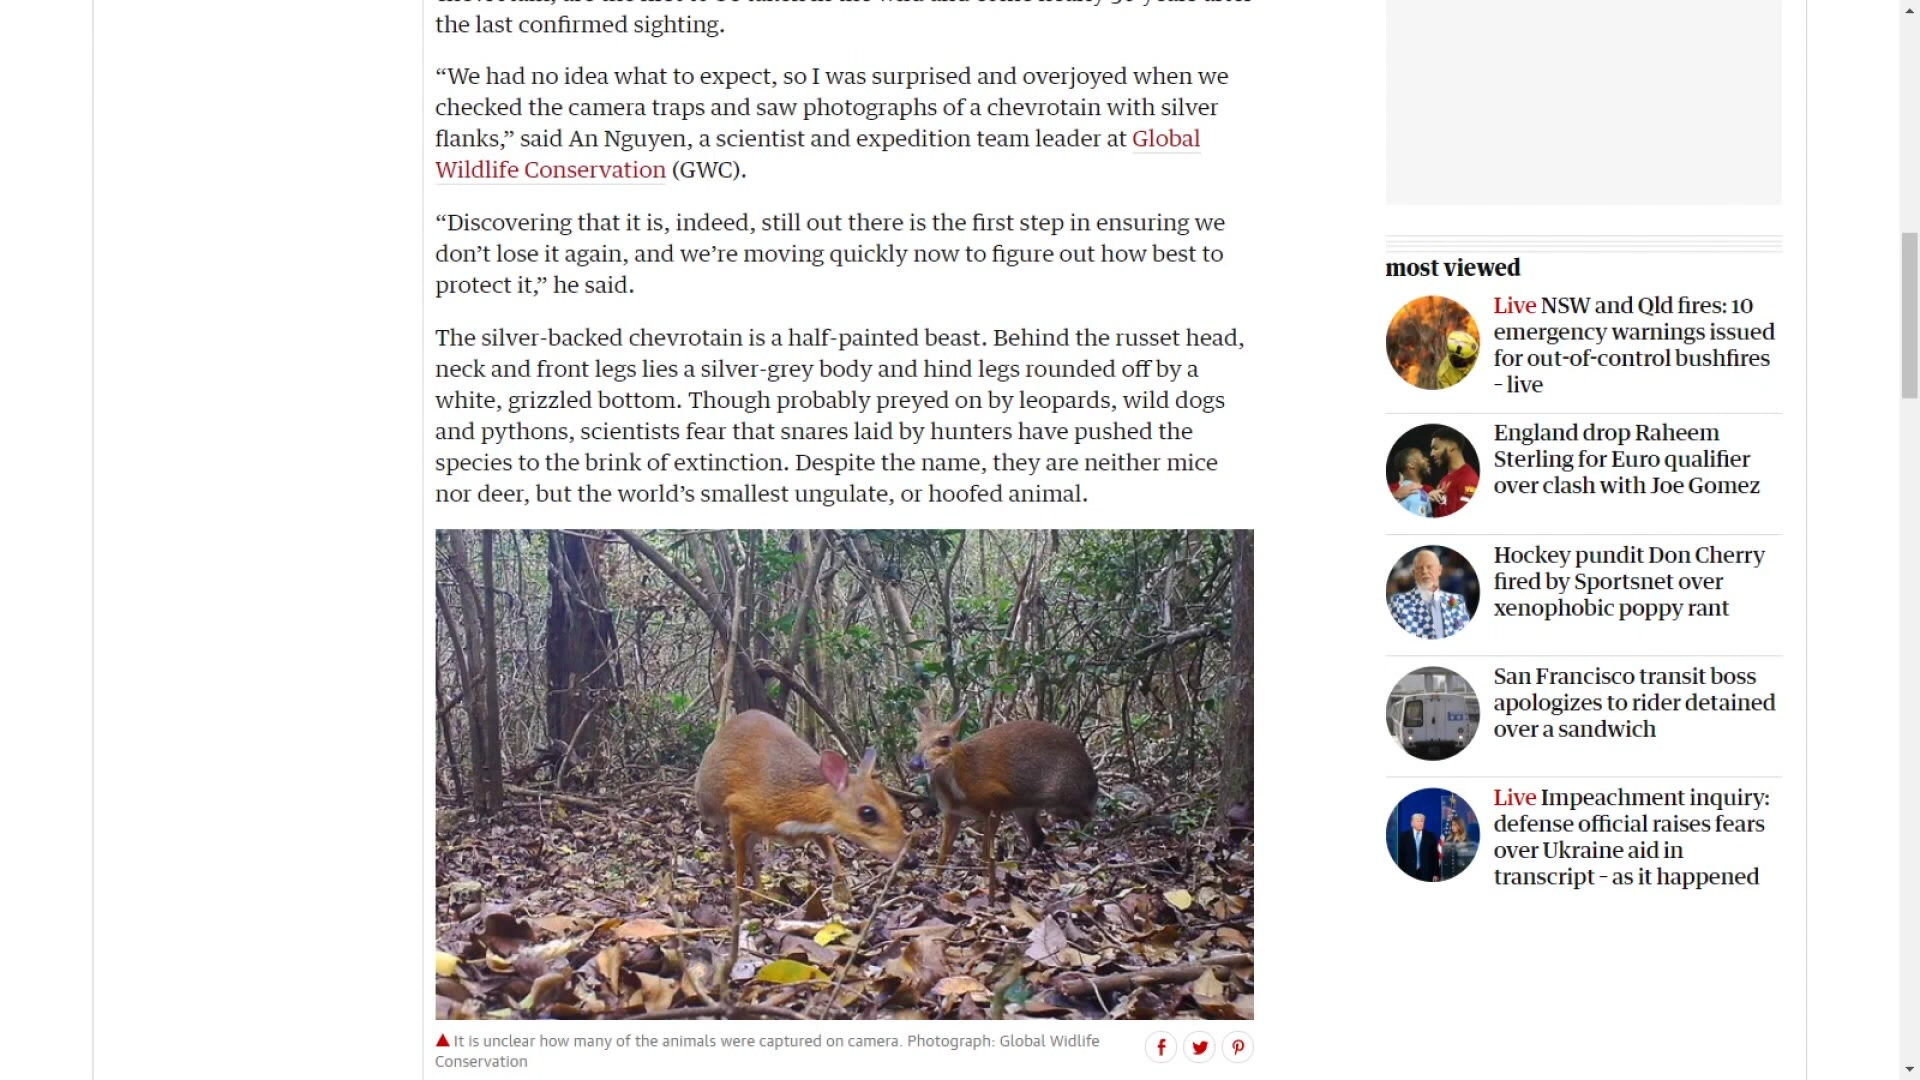 the last confirmed sighting.
“We had no idea what to expect, so I was surprised and overjoyed when we
checked the camera traps and saw photographs of a chevrotain with silver
flanks,” said An Nguyen, a scientist and expedition team leader at Global
Wildlife Conservation (GWC).
“Discovering that it is, indeed, still out there is the first step in ensuring we
don’t lose it again, and we’re moving quickly now to figure out how best to
protect it,” he said.
The silver-backed chevrotain is a half-painted beast. Behind the russet head,
neck and front legs lies a silver-grey body and hind legs rounded off by a
white, grizzled bottom. Though probably preyed on by leopards, wild dogs
and pythons, scientists fear that snares laid by hunters have pushed the
species to the brink of extinction. Despite the name, they are neither mice
nor deer, but the world’s smallest ungulate, or hoofed animal.
It is unclear how many of the animals were captured on camera. Photograph: Global Widlife
Conservation
most viewed
Live NSW and Qld fires: 10
emergency warnings issued
for out-of-control bushfires
– live
England drop Raheem
Sterling for Euro qualifier
over clash with Joe Gomez
Hockey pundit Don Cherry
fired by Sportsnet over
xenophobic poppy rant
San Francisco transit boss
apologizes to rider detained
over a sandwich
Live Impeachment inquiry:
defense official raises fears
over Ukraine aid in
transcript – as it happened